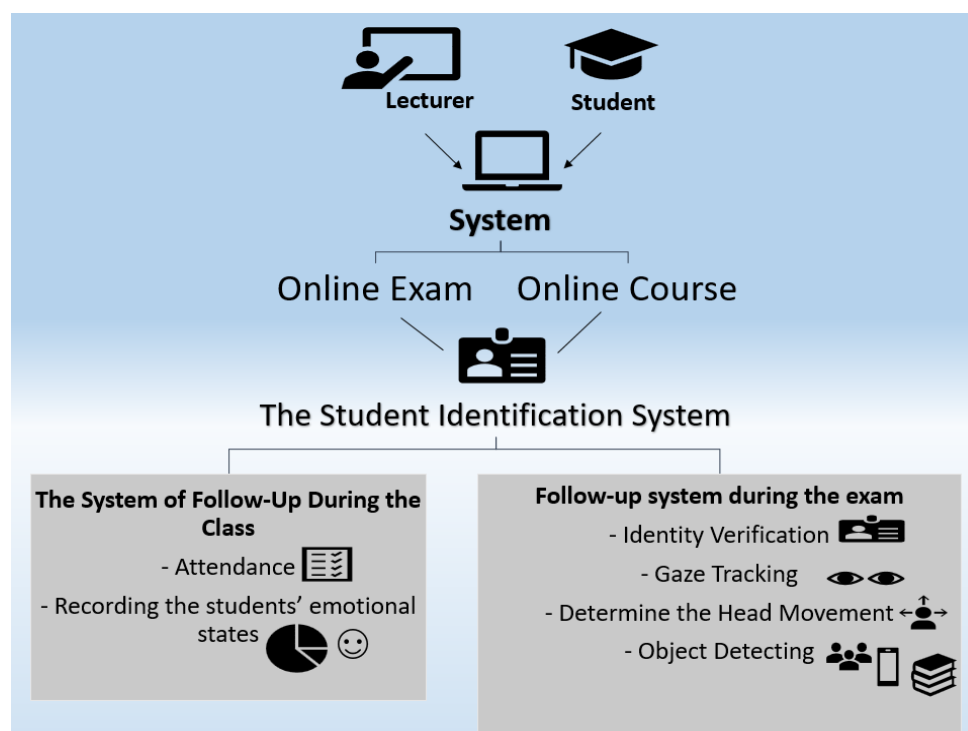 Lecturer
Student
System
Online Exam
Online Course
The Student Identification System
The System of Follow-Up During the
Class
- Attendance
- Recording the students’ emotional
states
Follow-up system during the exam
- Identity Verification
- Gaze Tracking
- Determine the Head Movement
- Object Detecting